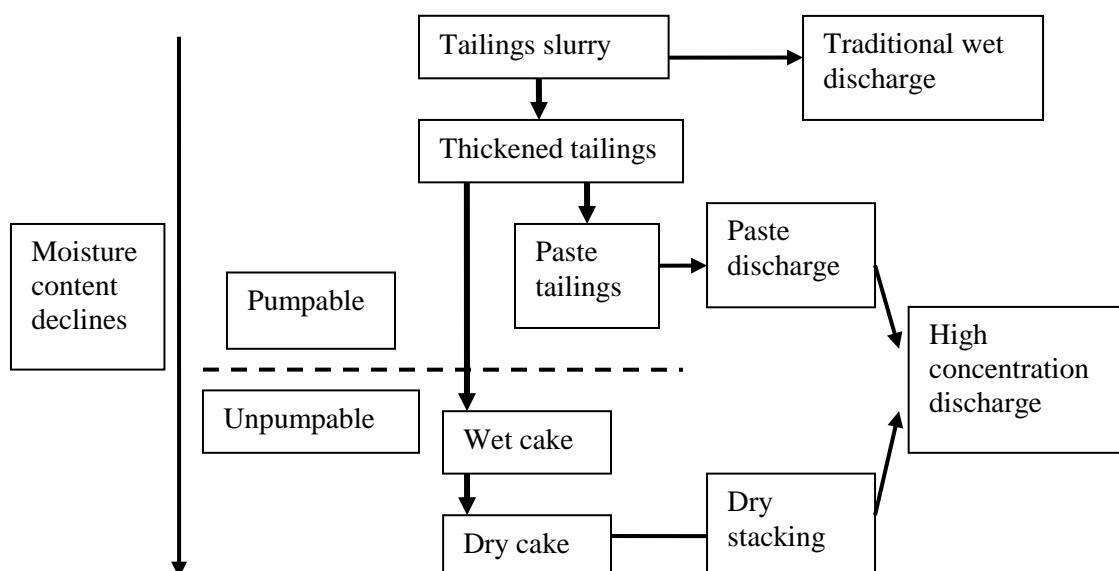 Tailings slurry
Traditional wet
discharge
Thickened tailings
Moisture
content
declines
Pumpable
Paste
tailings
Paste
discharge
High
concentration
discharge
Unpumpable
Wet cake
Dry cake
Dry
stacking